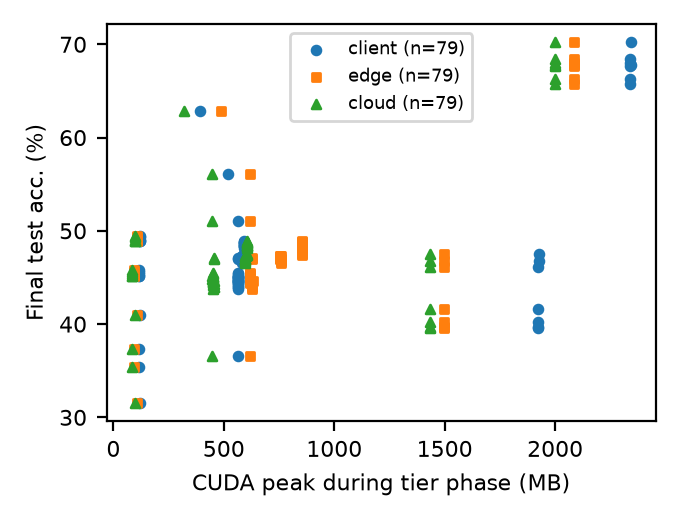 70
60
50
40
30
Final test acc. (%)
client (n=79)
edge (n=79)
cloud (n=79)
0 500 1000 1500 2000
CUDA peak during tier phase (MB)